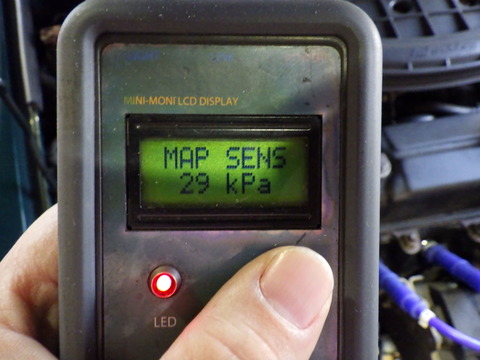 MINI-MONI LCD DISPLAY
MAP SENS
29 kPa
LED